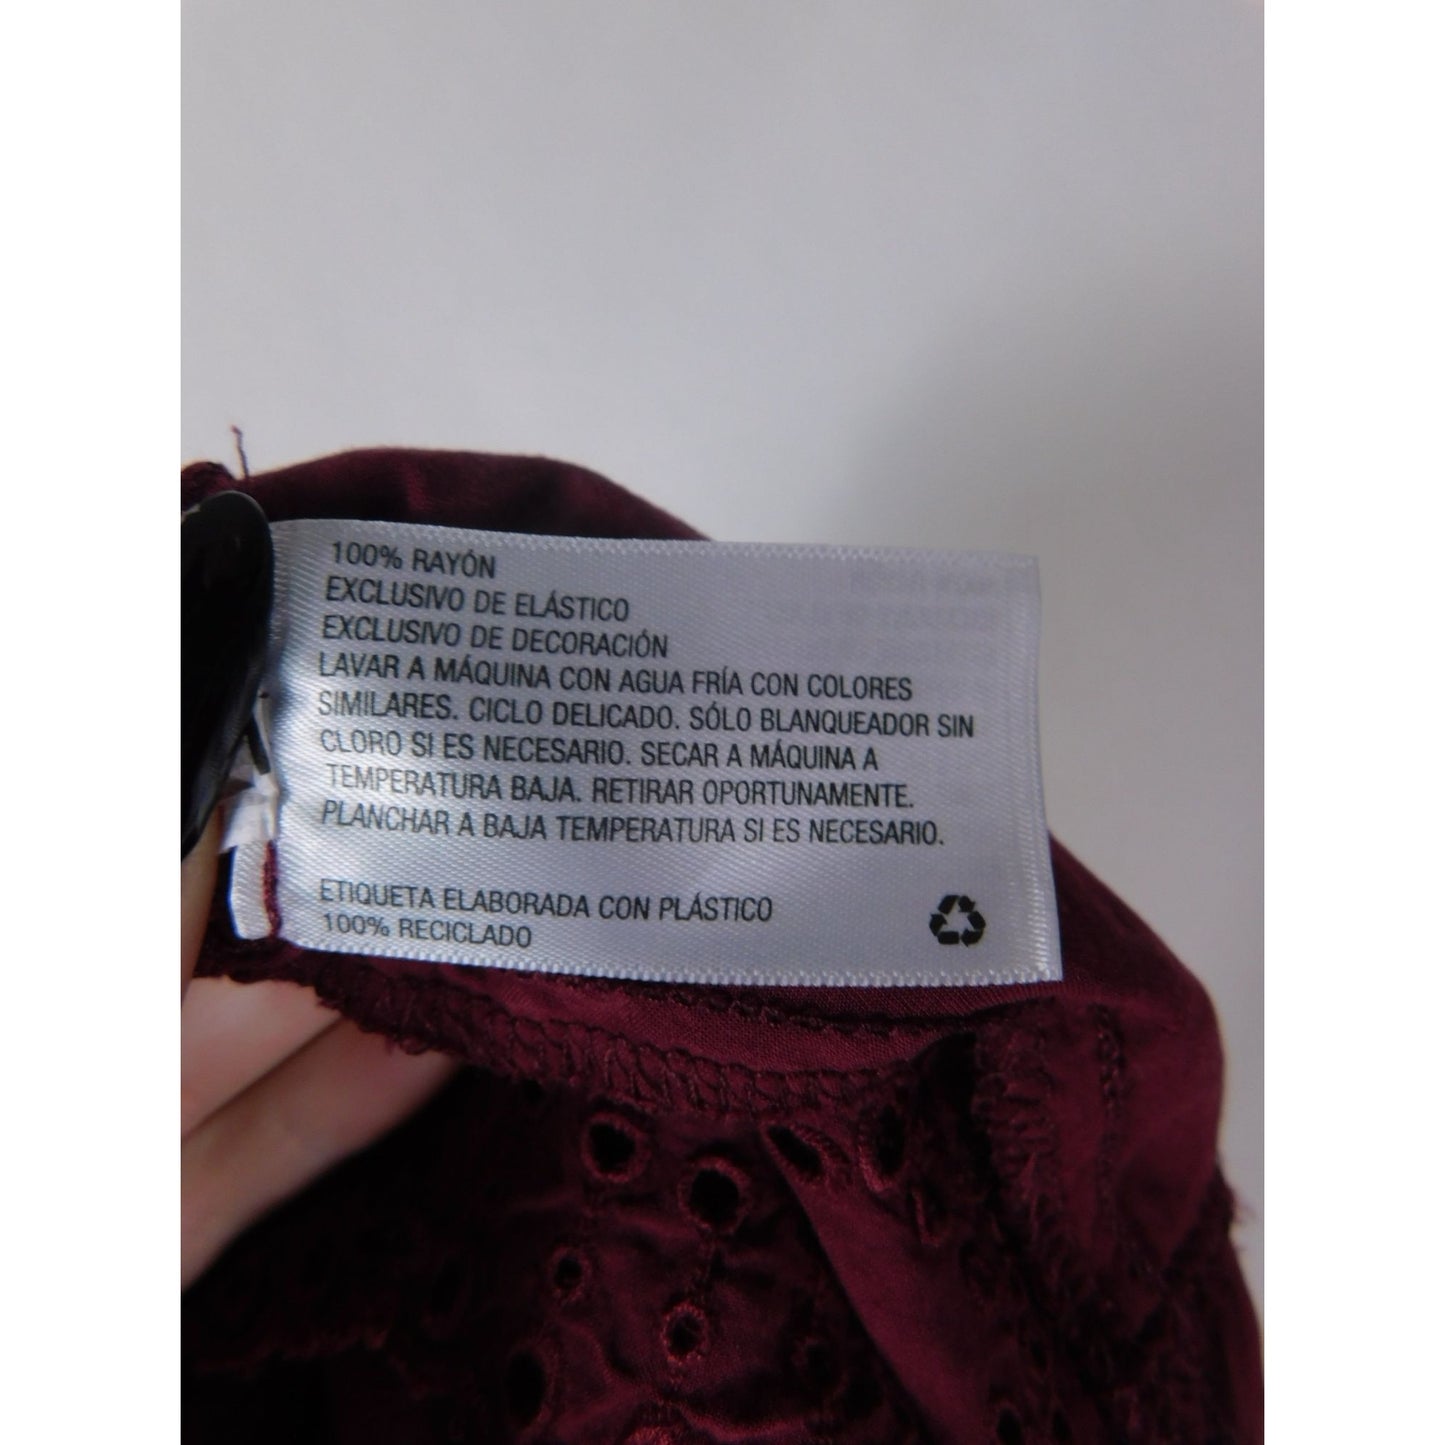 100% RAYÓN
EXCLUSIVO DE ELÁSTICO
EXCLUSIVO DE DECORACIÓN
LAVAR A MÁQUINA CON AGUA FRÍA CON COLORES
SIMILARES. CICLO DELICADO. SÓLO BLANQUEADOR SIN
CLORO SI ES NECESARIO. SECAR A MÁQUINA A
TEMPERATURA BAJA. RETIRAR OPORTUNAMENTE.
PLANCHAR A BAJA TEMPERATURA SI ES NECESARIO.
ETIQUETA ELABORADA CON PLÁSTICO
100% RECICLADO